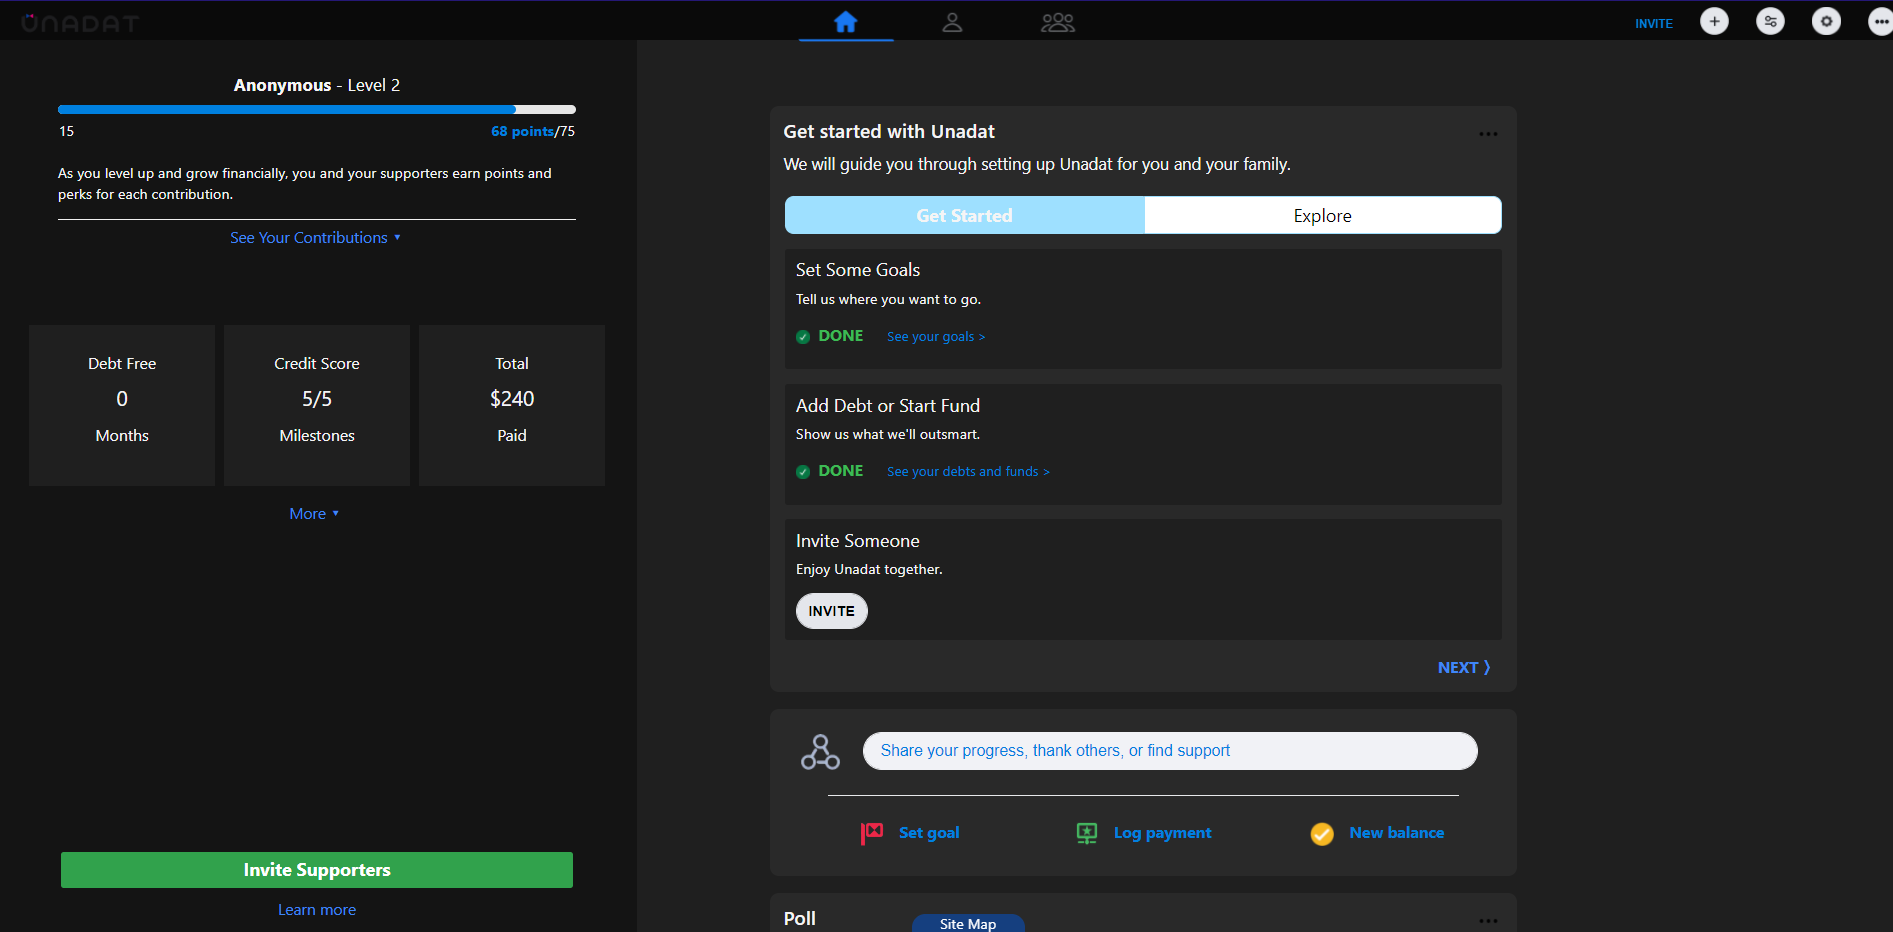 UNADAT
INVITE
Anonymous - Level 2
15
68 points/75
As you level up and grow financially, you and your supporters earn points and
perks for each contribution.
See Your Contributions ▼
Debt Free
0
Months
Credit Score
5/5
Milestones
Total
$240
Paid
More ▼
Invite Supporters
Learn more
Get started with Unadat
We will guide you through setting up Unadat for you and your family.
Get Started
Explore
Set Some Goals
Tell us where you want to go.
DONE See your goals >
Add Debt or Start Fund
Show us what we'll outsmart.
DONE See your debts and funds >
Invite Someone
Enjoy Unadat together.
INVITE
NEXT ⟩
Share your progress, thank others, or find support
Set goal
Log payment
New balance
Poll
Site Map